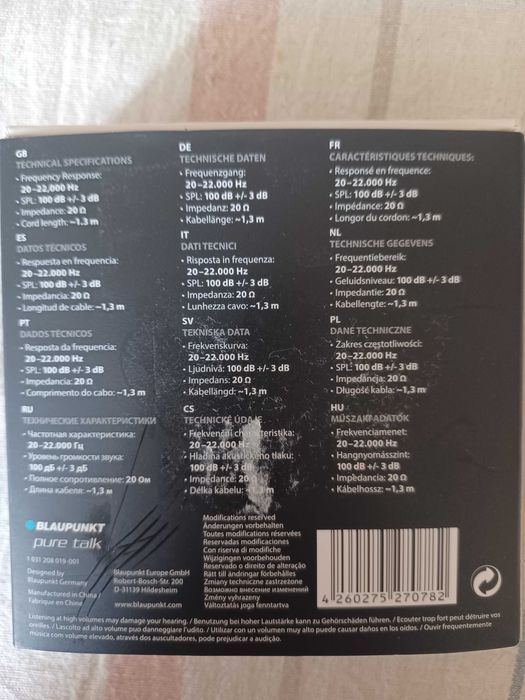 GB
TECHNICAL SPECIFICATIONS
• Frequency Response:
20–22.000 Hz
• SPL: 100 dB +/- 3 dB
• Impedance: 20 Ω
• Cord length: ~1,3 m
DE
TECHNISCHE DATEN
• Frequenzgang:
20–22.000 Hz
• SPL: 100 dB +/- 3 dB
• Impedanz: 20 Ω
• Kabellänge: ~1,3 m
FR
CARACTÉRISTIQUES TECHNIQUES:
• Responsé en frequence:
20–22.000 Hz
• SPL: 100 dB +/- 3 dB
• Impédance: 20 Ω
• Longor du cordon: ~1,3 m
ES
DATOS TÉCNICOS
• Respuesta en frequencia:
20–22.000 Hz
• SPL: 100 dB +/- 3 dB
• Impedancia: 20 Ω
• Longitud de cable: ~1,3 m
IT
DATI TECNICI
• Risposta in frequenza:
20–22.000 Hz
• SPL: 100 dB +/- 3 dB
• Impedanza: 20 Ω
• Lunhezza cavo: ~1,3 m
NL
TECHNISCHE GEGEVENS
• Frequentiebereik:
20–22.000 Hz
• Geluidsniveau: 100 dB +/- 3 dB
• Impedantie: 20 Ω
• Kabellengte: ~1,3 m
PT
DADOS TÉCNICOS
• Resposta da frequencia:
20–22.000 Hz
• SPL: 100 dB +/- 3 dB
• Impedancia: 20 Ω
• Comprimento do cabo: ~1,3 m
SV
TEKNISKA DATA
• Frekvenskurva:
20–22.000 Hz
• Ljudnivå: 100 dB +/- 3 dB
• Impedans: 20 Ω
• Kabellängd: ~1,3 m
PL
DANE TECHNICZNE
• Zakres częstotliwości:
20–22.000 Hz
• SPL: 100 dB +/- 3 dB
• Impedancja: 20 Ω
• Długość kabla: ~1,3 m
RU
ТЕХНИЧЕСКИЕ ХАРАКТЕРИСТИКИ
• Частотная характеристика:
20–22.000 Гц
• Уровень громкости звука:
100 дБ +/- 3 дБ
• Полное сопротивление: 20 Ом
• Длина кабеля: ~1,3 м
CS
TECHNICKÉ ÚDAJE
• Frekvenční charakteristika:
20–22.000 Hz
• Hladina akustického tlaku:
100 dB +/- 3 dB
• Impedance: 20
• Délka kabelu: ~1,3 m
HU
MŰSZAKI ADATOK
• Frekvenciamenet:
20–22.000 Hz
• Hangnyomásszint:
100 dB +/- 3 dB
• Impedancia: 20 Ω
• Kábelhossz: ~1,3 m
BLAUPUNKT
pure talk
1 031 208 019-001
Designed by
Blaupunkt Germany
Manufactured in China /
Fabriqué en Chine
Blaupunkt Europe GmbH
Robert-Bosch-Str. 200
D-31139 Hildesheim
www.blaupunkt.com
Modifications reserved
Änderungen vorbehalten
Toutes modifications réservées
Reservadas modificaciones
Con riserva di modifiche
Wijzigingen voorbehouden
Reservado o direito de alteração
Rätt till ändringar förbehålles
Zmiany techniczne zastrzeżone
Возможно внесение изменений
Změny vyhrazeny
Változtatás joga fenntartva
4 260275 270782
Listening at high volumes may damage your hearing. / Benutzung bei hoher Lautstärke kann zu Gehörschäden führen. / Ecouter trop fort peut détruire vos
oreilles. / L'ascolto ad alto volume puo danneggiare l'udito. / Utilizar con un volumen muy alto puede causar daños en los oidos. / Ouvir frequentemente
música com volume elevado, através dos auscultadores, pode prejudicar a audição.